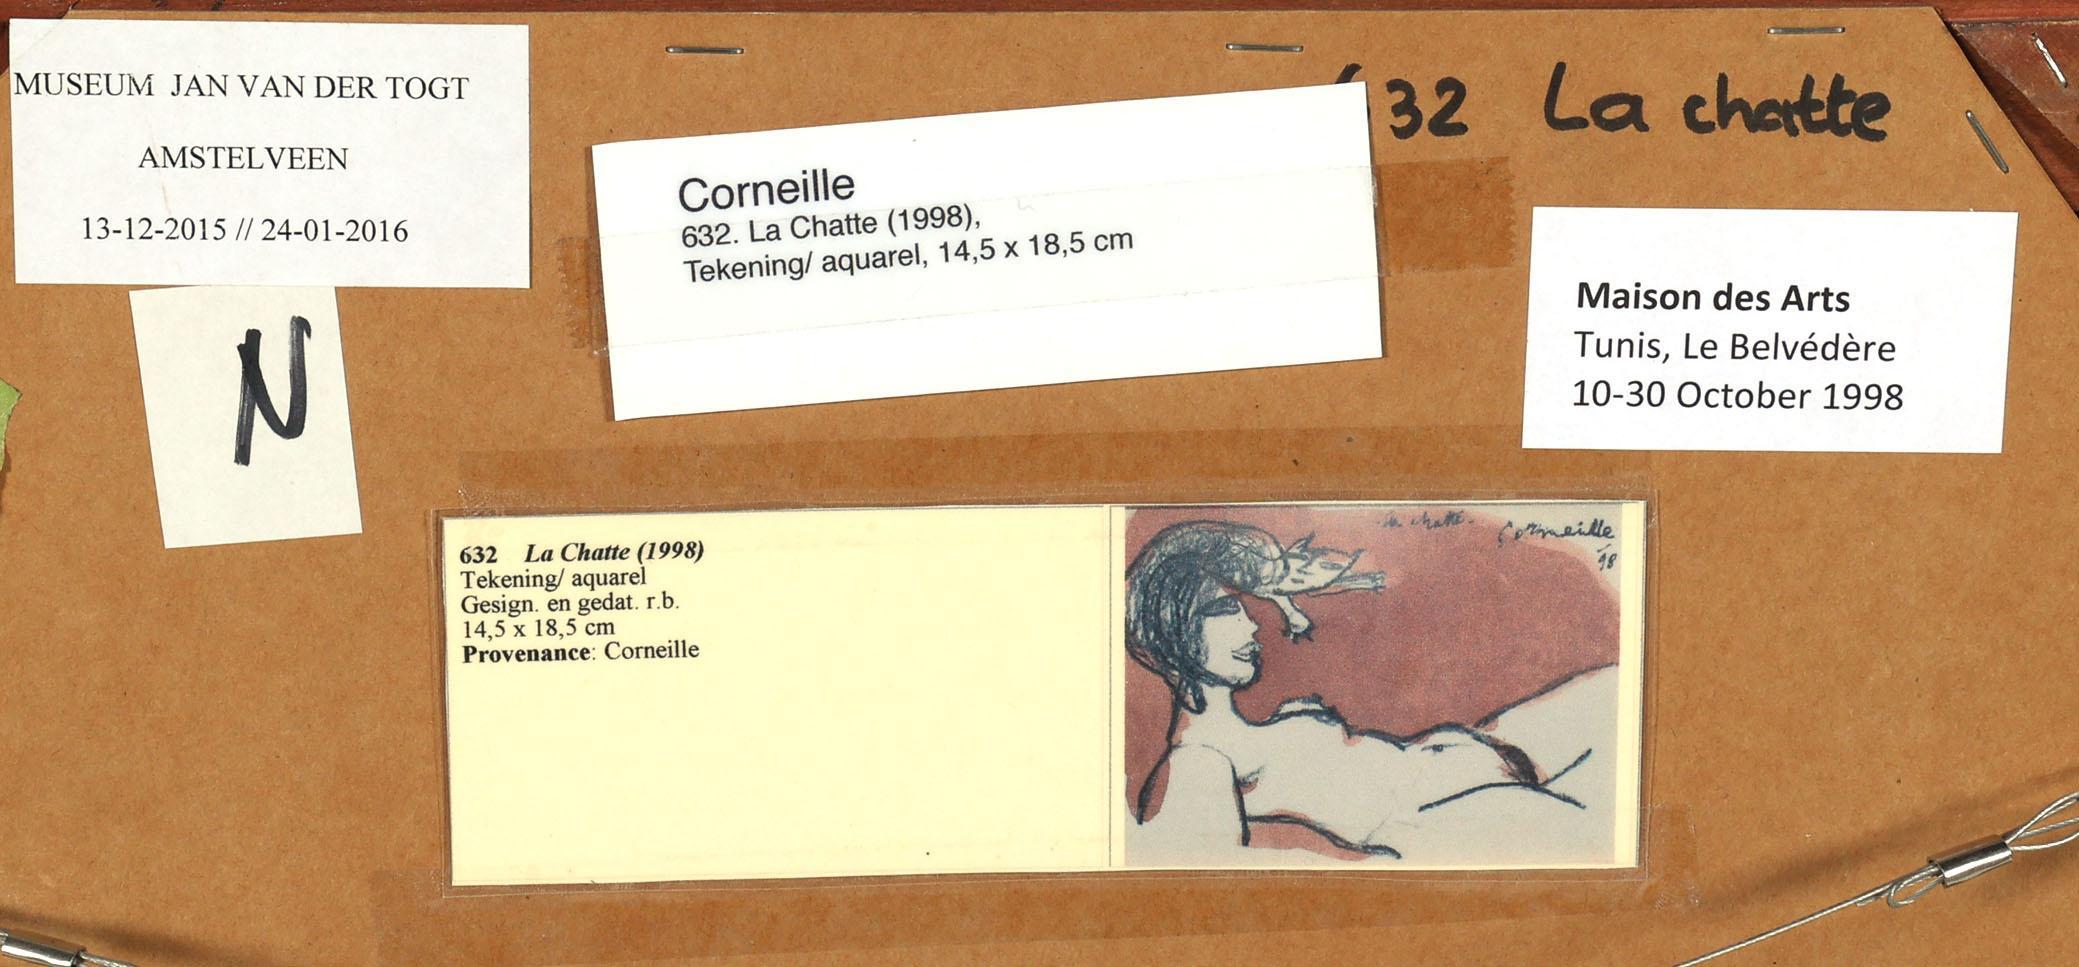 MUSEUM JAN VAN DER TOGT
AMSTELVEEN
13-12-2015 // 24-01-2016
N
632 La chatte
Corneille
632. La Chatte (1998),
Tekening/ aquarel, 14,5 x 18,5 cm
Maison des Arts
Tunis, Le Belvédère
10-30 October 1998
632 La Chatte (1998)
Tekening/ aquarel
Gesign. en gedat. r.b.
14,5 x 18,5 cm
Provenance: Corneille
La chatte.
Corneille
'98